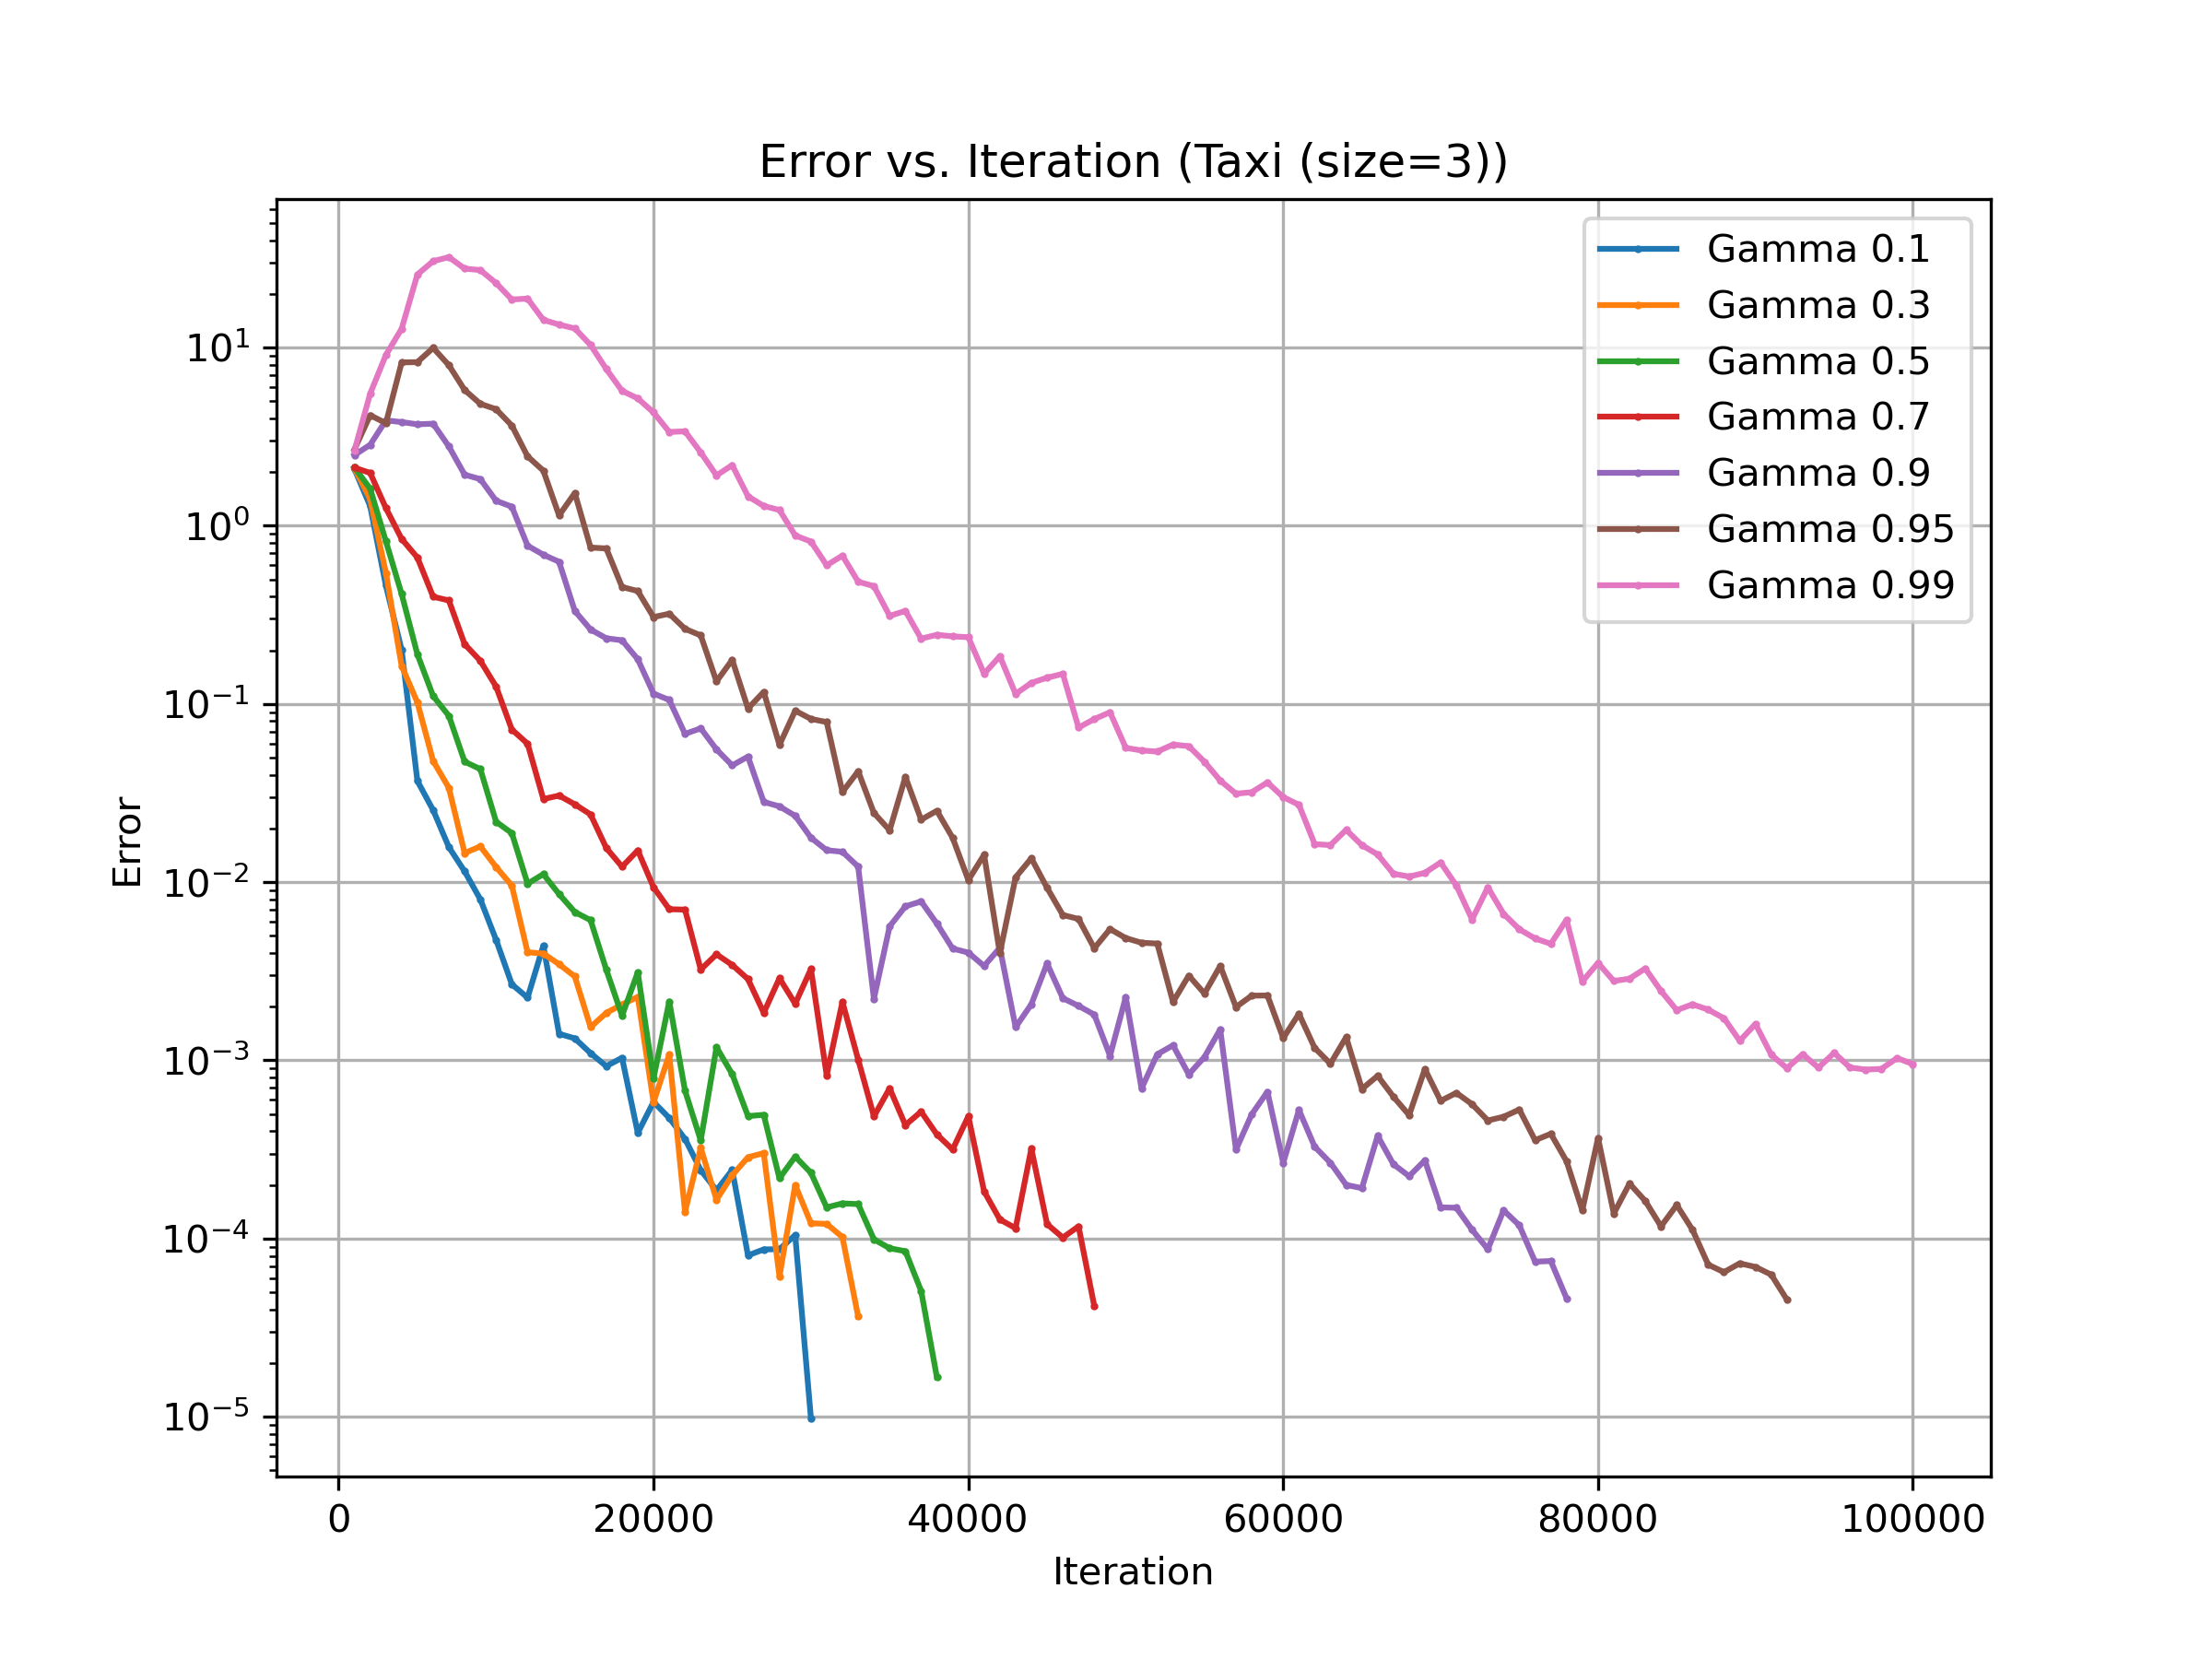 Error vs. Iteration (Taxi (size=3))
Gamma 0.1
Gamma 0.3
Gamma 0.5
Gamma 0.7
Gamma 0.9
Gamma 0.95
Gamma 0.99
10¹
10⁰
10⁻¹
10⁻²
10⁻³
10⁻⁴
10⁻⁵
Error
0 20000 40000 60000 80000 100000
Iteration